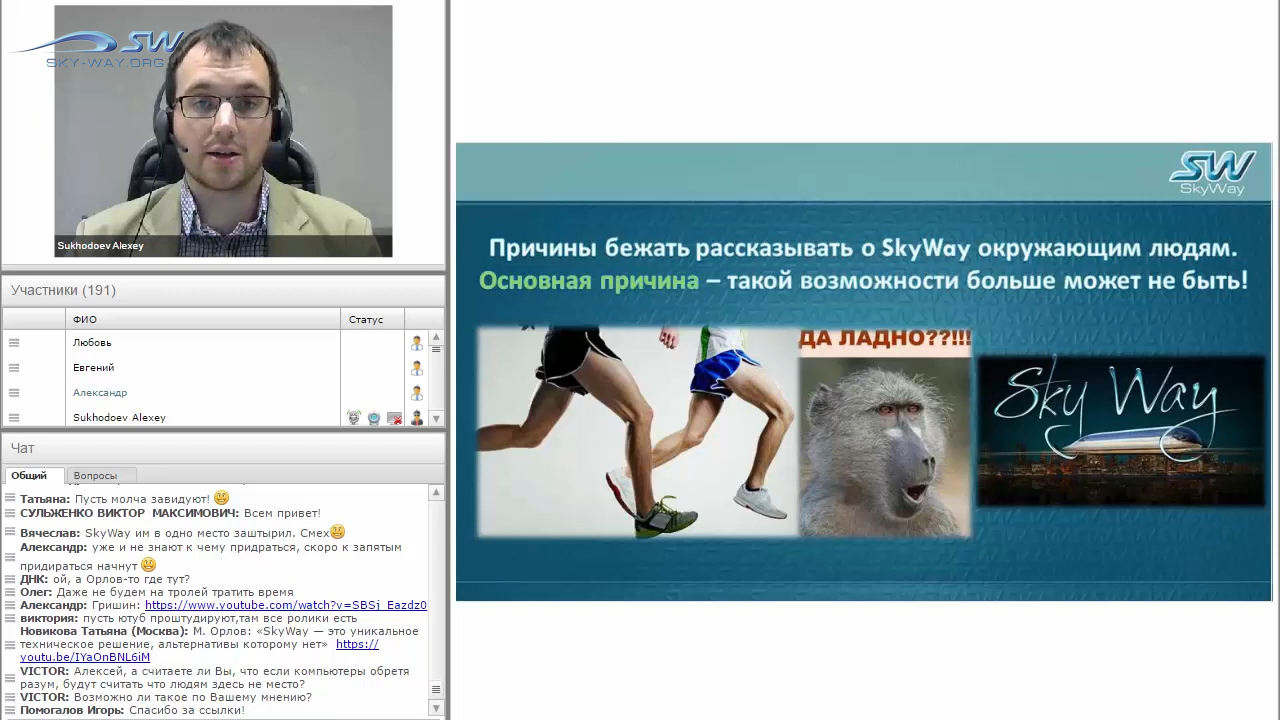 SW
SKY-WAY.ORG
Sukhodoev Alexey
Участники (191)
ФИО
Статус
Любовь
Евгений
Александр
Sukhodoev Alexey
Чат
Общий
Вопросы
Татьяна: Пусть молча завидуют!
СУЛЬЖЕНКО ВИКТОР МАКСИМОВИЧ: Всем привет!
Вячеслав: SkyWay им в одно место заштырил. Смех
Александр: уже и не знают к чему придраться, скоро к запятым
придираться начнут
ДНК: ой, а Орлов-то где тут?
Олег: Даже не будем на тролей тратить время
Александр: Гришин: https://www.youtube.com/watch?v=SBSj_Eazdz0
виктория: пусть ютуб проштудируют,там все ролики есть
Новикова Татьяна (Москва): М. Орлов: «SkyWay — это уникальное
техническое решение, альтернативы которому нет» https://
youtu.be/IYaOnBNL6iM
VICTOR: Алексей, а считаете ли Вы, что если компьютеры обретя
разум, будут считать что людям здесь не место?
VICTOR: Возможно ли такое по Вашему мнению?
Помогалов Игорь: Спасибо за ссылки!
SW
SkyWay
Причины бежать рассказывать о SkyWay окружающим людям.
Основная причина – такой возможности больше может не быть!
ДА ЛАДНО??!!!
Sky Way